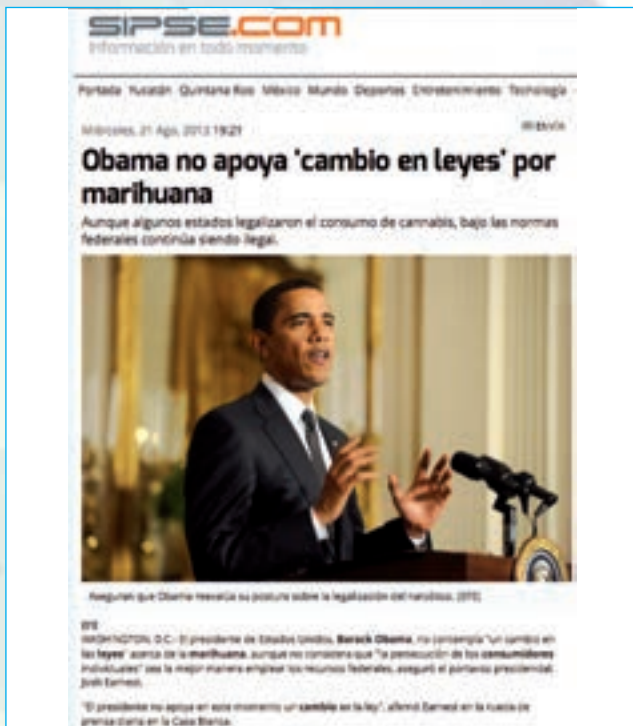 SIPSE.COM
Información en todo momento
Portada Yucatán Quintana Roo México Mundo Deportes Entretenimiento Tecnología
Miércoles, 21 Ago, 2013 19:27
Obama no apoya 'cambio en leyes' por
marihuana
Aunque algunos estados legalizaron el consumo de cannabis, bajo las normas
federales continúa siendo ilegal.
Aseguran que Obama reevalúa su postura sobre la legalización del narcótico. (EFE)
EFE
WASHINGTON, D.C.- El presidente de Estados Unidos, Barack Obama, no contempla "un cambio en
las leyes" acerca de la marihuana, aunque no considera que "la persecución de los consumidores
individuales" sea la mejor manera emplear los recursos federales, aseguró el portavoz presidencial,
Josh Earnest.
"El presidente no apoya en este momento un cambio en la ley", afirmó Earnest en la rueda de
prensa diaria en la Casa Blanca.